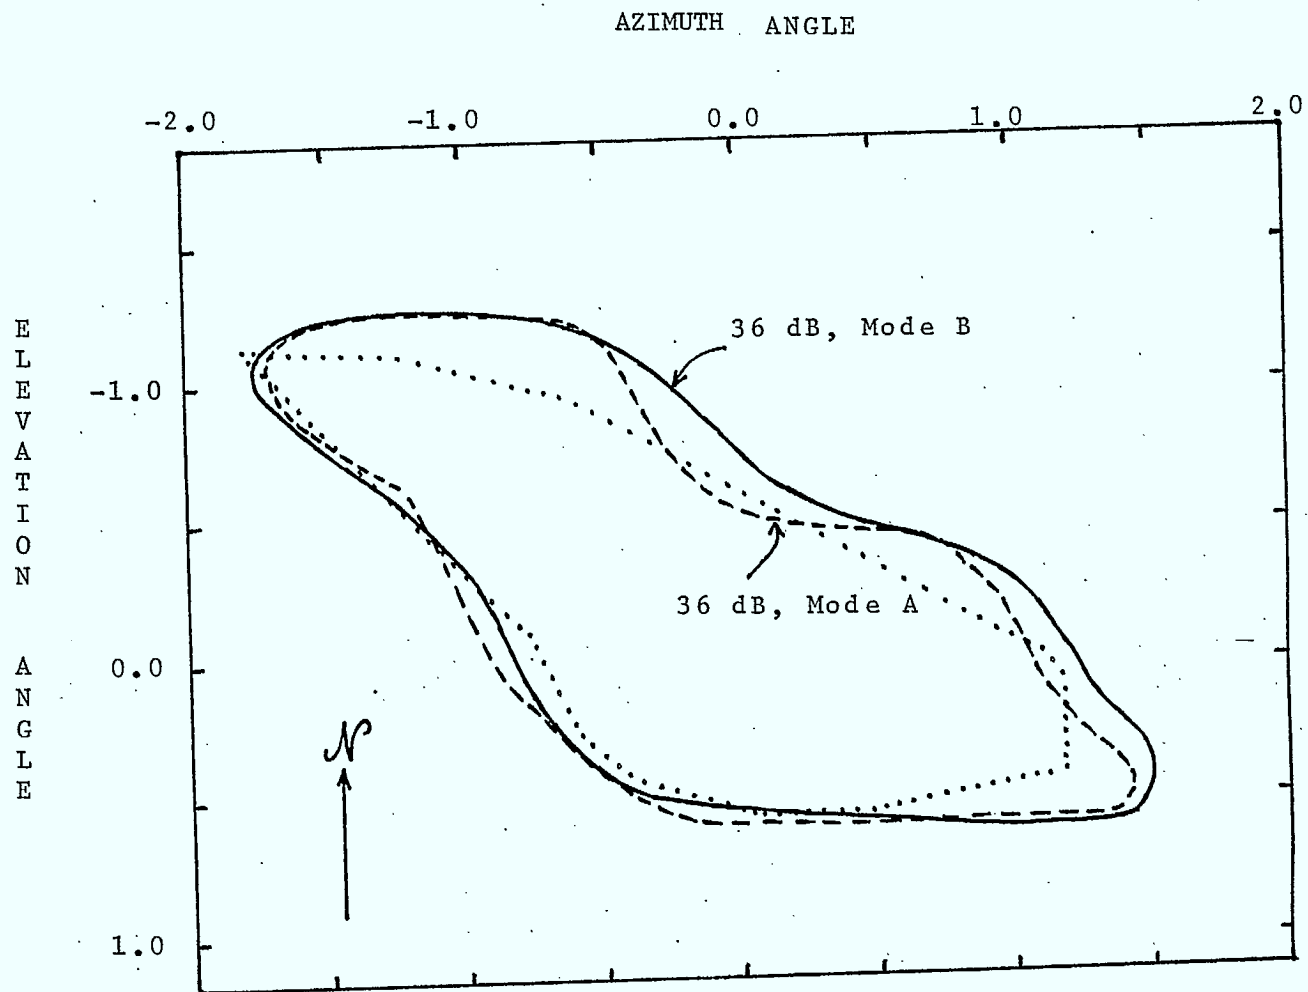 AZIMUTH ANGLE
-2.0 -1.0 0.0 1.0 2.0
ELEVATION ANGLE
-1.0
0.0
1.0
36 dB, Mode B
36 dB, Mode A
N